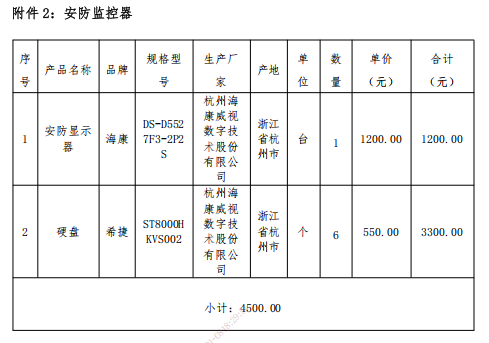 附件 2：安防监控器
序号 产品名称 品牌 规格型号 生产厂家 产地 单位 数量 单价（元） 合计（元）
1 安防显示器 海康 DS-D5527F3-2P2S 杭州海康威视数字技术股份有限公司 浙江省杭州市 台 1 1200.00 1200.00
2 硬盘 希捷 ST8000HKVS002 杭州海康威视数字技术股份有限公司 浙江省杭州市 个 6 550.00 3300.00
小计：4500.00